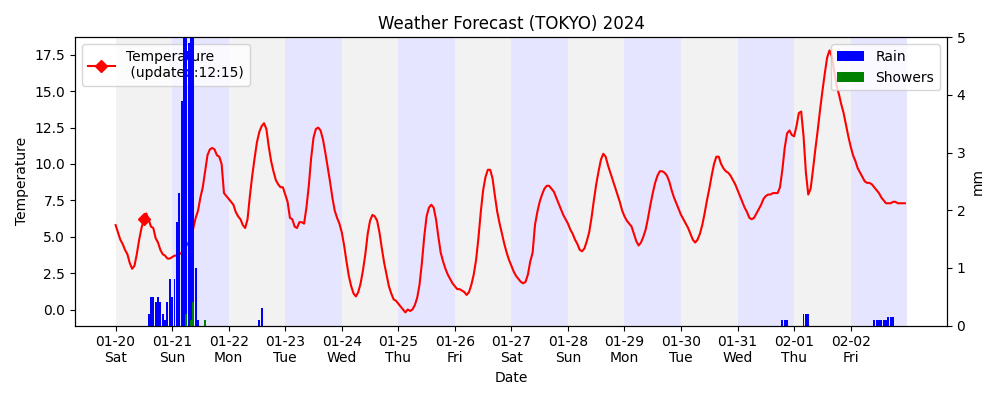 Weather Forecast (TOKYO) 2024
Temperature
(updated:12:15)
Rain
Showers
17.5
15.0
12.5
10.0
7.5
5.0
2.5
0.0
Temperature
5
4
3
2
1
0
mm
01-20 01-21 01-22 01-23 01-24 01-25 01-26 01-27 01-28 01-29 01-30 01-31 02-01 02-02
Sat Sun Mon Tue Wed Thu Fri Sat Sun Mon Tue Wed Thu Fri
Date